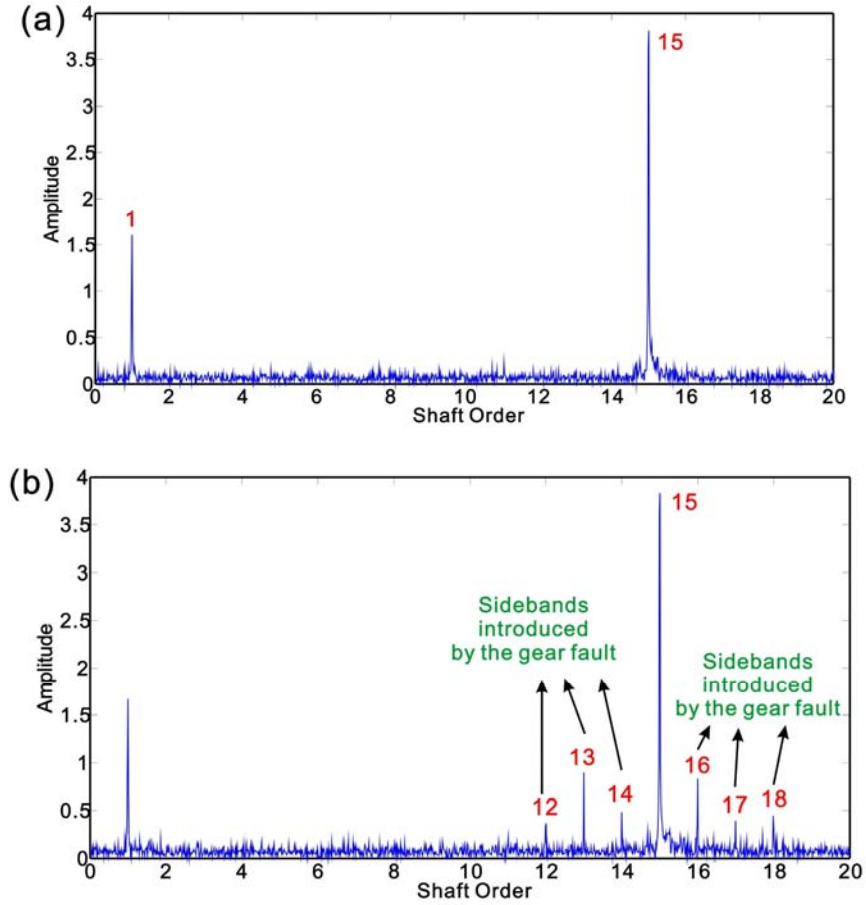 (a)
4
3.5
3
2.5
2
1.5
1
0.5
0
1
15
Amplitude
0 2 4 6 8 10 12 14 16 18 20
Shaft Order
(b)
4
3.5
3
2.5
2
1.5
1
0.5
0
15
Sidebands
introduced
by the gear fault
Sidebands
introduced
by the gear fault
12
13
14
16
17
18
Amplitude
0 2 4 6 8 10 12 14 16 18 20
Shaft Order